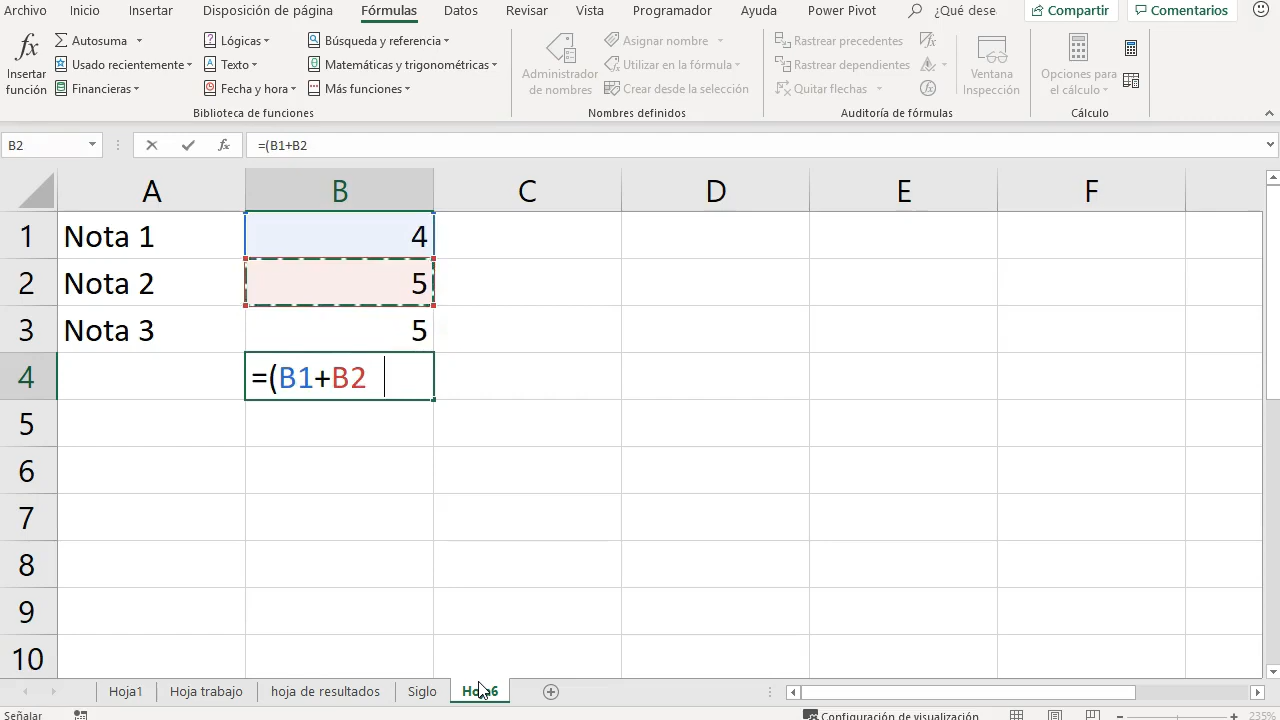 Archivo Inicio Insertar Disposición de página Fórmulas Datos Revisar Vista Programador Ayuda Power Pivot ¿Qué dese Compartir Comentarios
fx Insertar función
Autosuma
Usado recientemente
Financieras
Lógicas
Texto
Fecha y hora
Búsqueda y referencia
Matemáticas y trigonométricas
Más funciones
Biblioteca de funciones
Administrador de nombres
Asignar nombre
Utilizar en la fórmula
Crear desde la selección
Nombres definidos
Rastrear precedentes
Rastrear dependientes
Quitar flechas
fx
fx
Ventana Inspección
Auditoría de fórmulas
Opciones para el cálculo
Cálculo
B2 fx =(B1+B2
A B C D E F
1 Nota 1 4
2 Nota 2 5
3 Nota 3 5
4 =(B1+B2
5
6
7
8
9
10
Hoja1 Hoja trabajo hoja de resultados Siglo
Señalar Configuración de visualización 235%